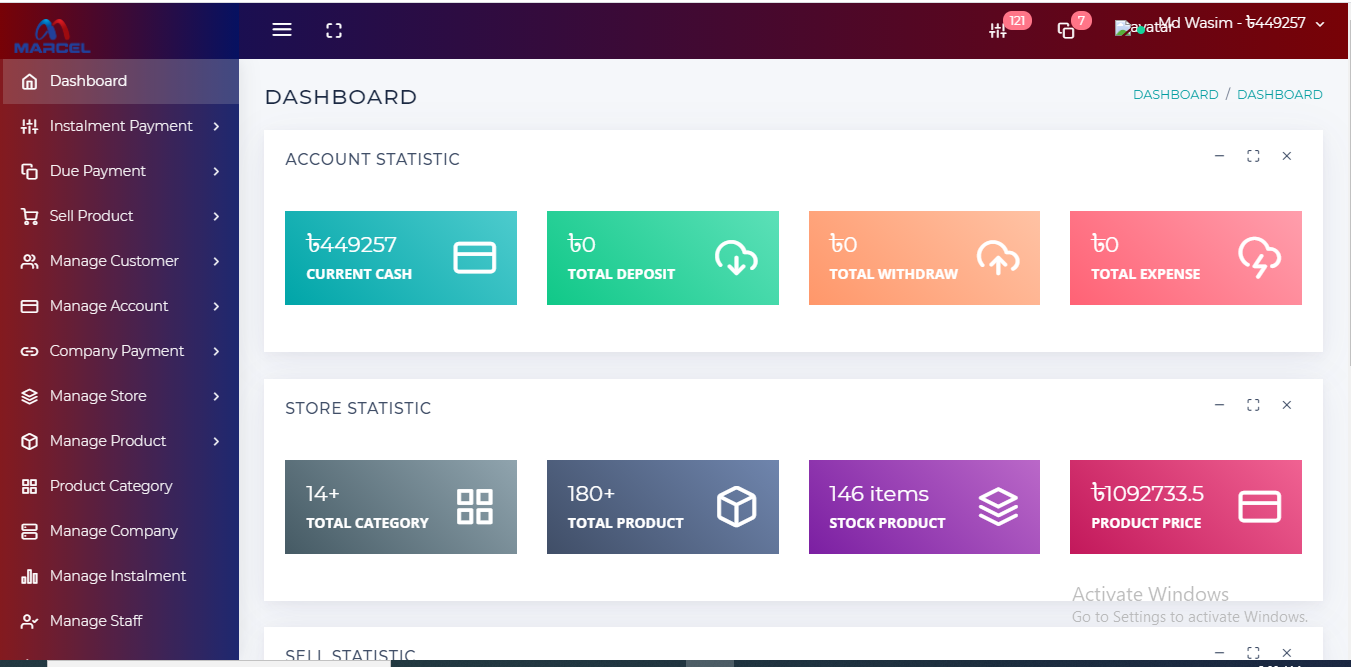 MARCEL
121
7
avatar
Md Wasim - ৳449257
Dashboard
Instalment Payment
Due Payment
Sell Product
Manage Customer
Manage Account
Company Payment
Manage Store
Manage Product
Product Category
Manage Company
Manage Instalment
Manage Staff
DASHBOARD
DASHBOARD / DASHBOARD
ACCOUNT STATISTIC
৳449257
CURRENT CASH
৳0
TOTAL DEPOSIT
৳0
TOTAL WITHDRAW
৳0
TOTAL EXPENSE
STORE STATISTIC
14+
TOTAL CATEGORY
180+
TOTAL PRODUCT
146 items
STOCK PRODUCT
৳1092733.5
PRODUCT PRICE
Activate Windows
Go to Settings to activate Windows.
SELL STATISTIC